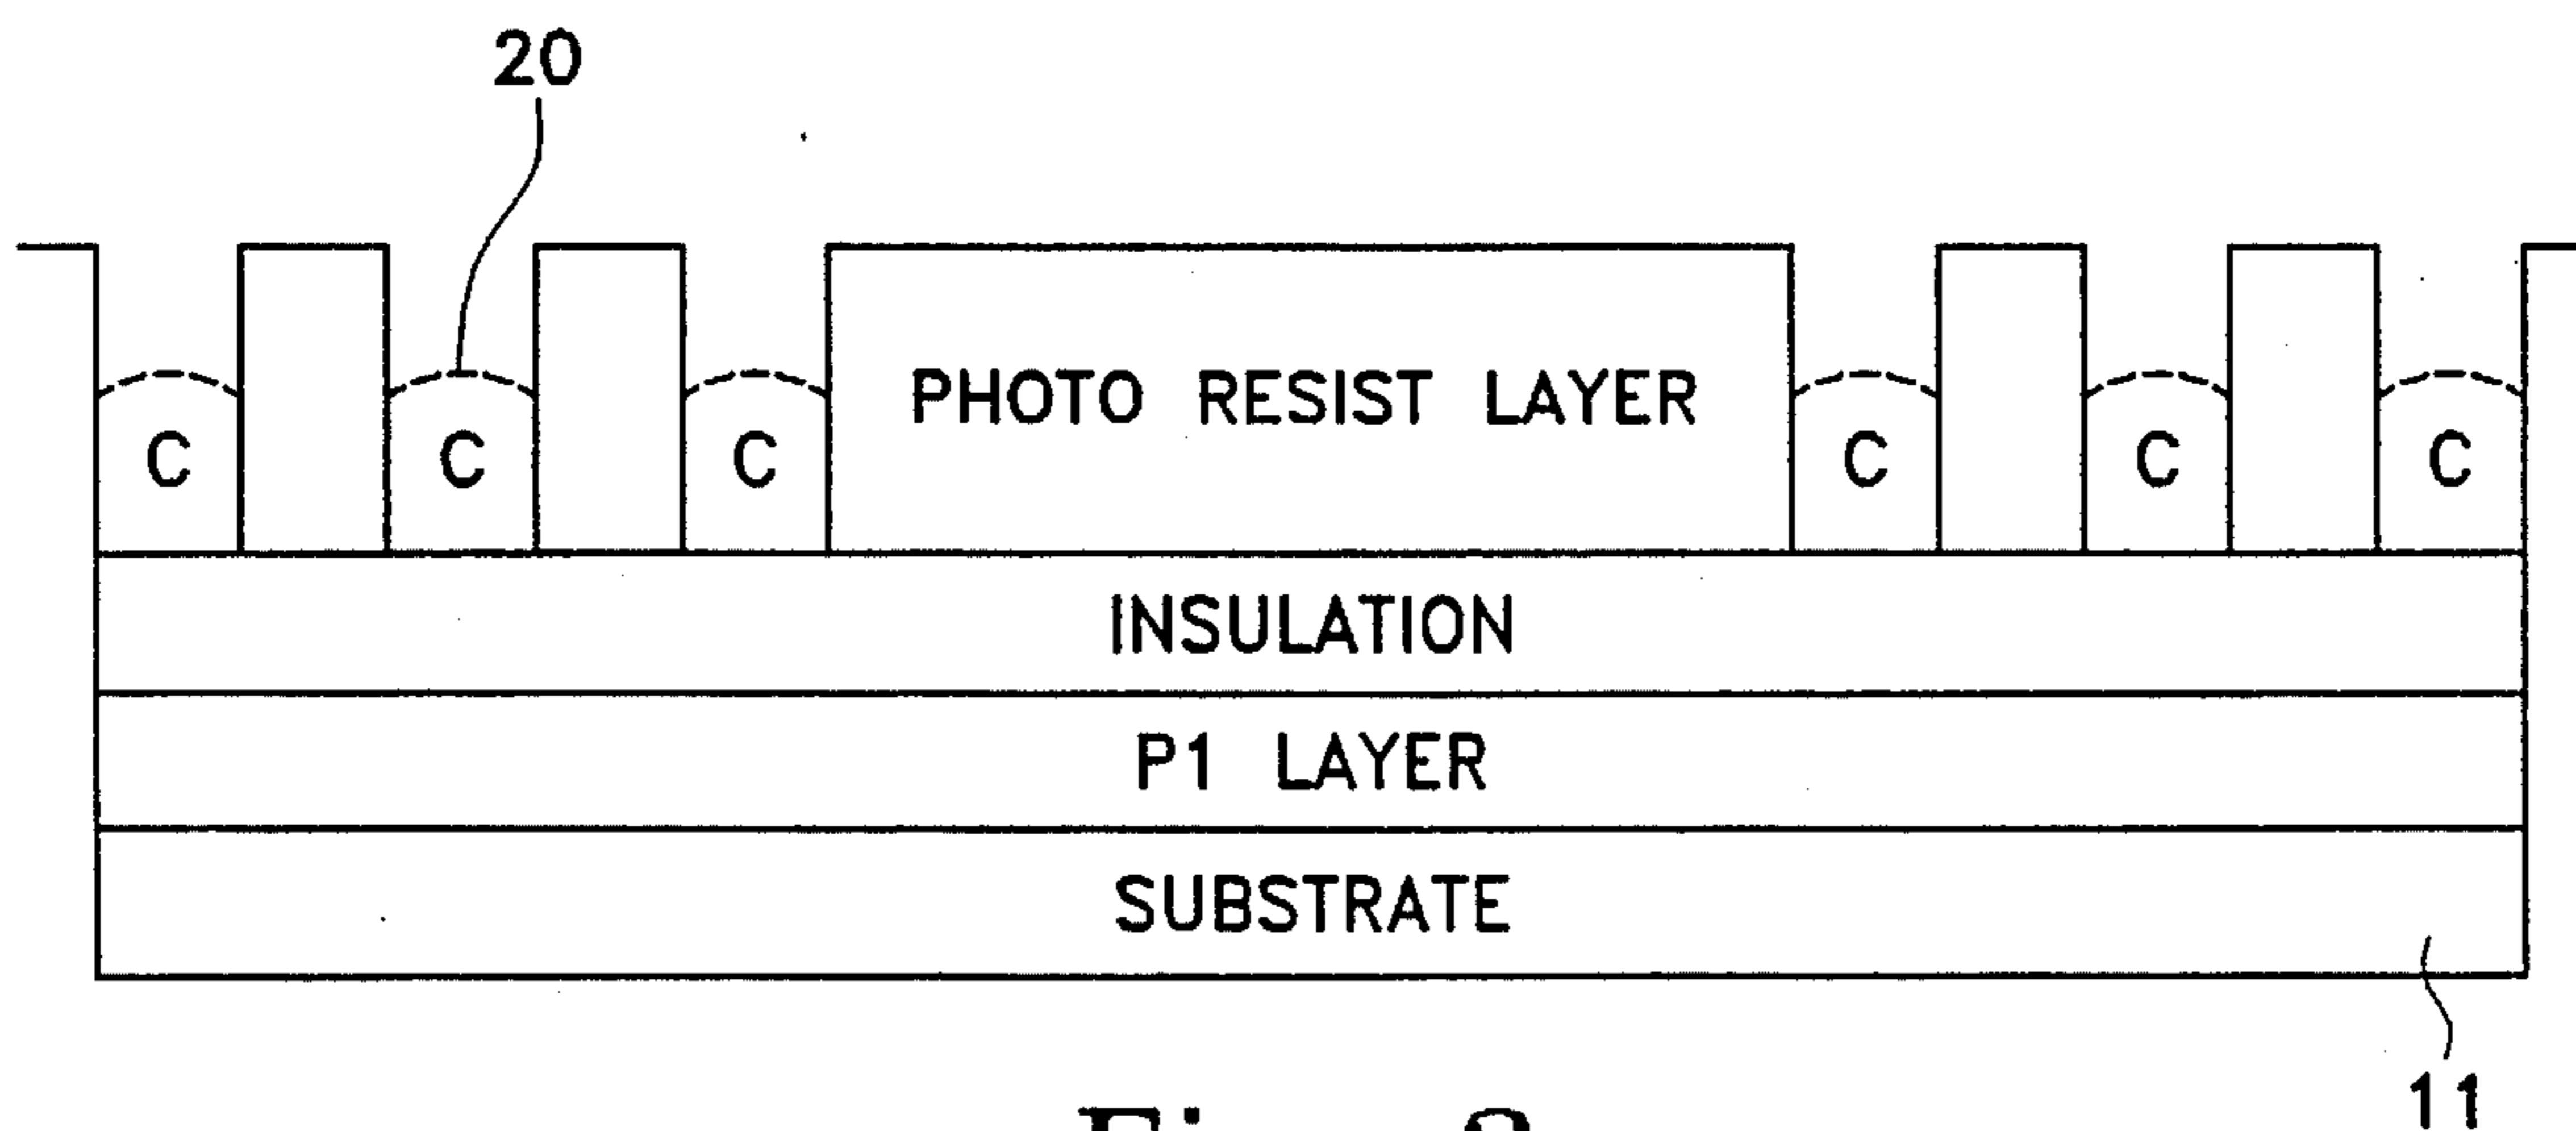 20
PHOTO RESIST LAYER
C C C C C C
INSULATION
P1 LAYER
SUBSTRATE
11